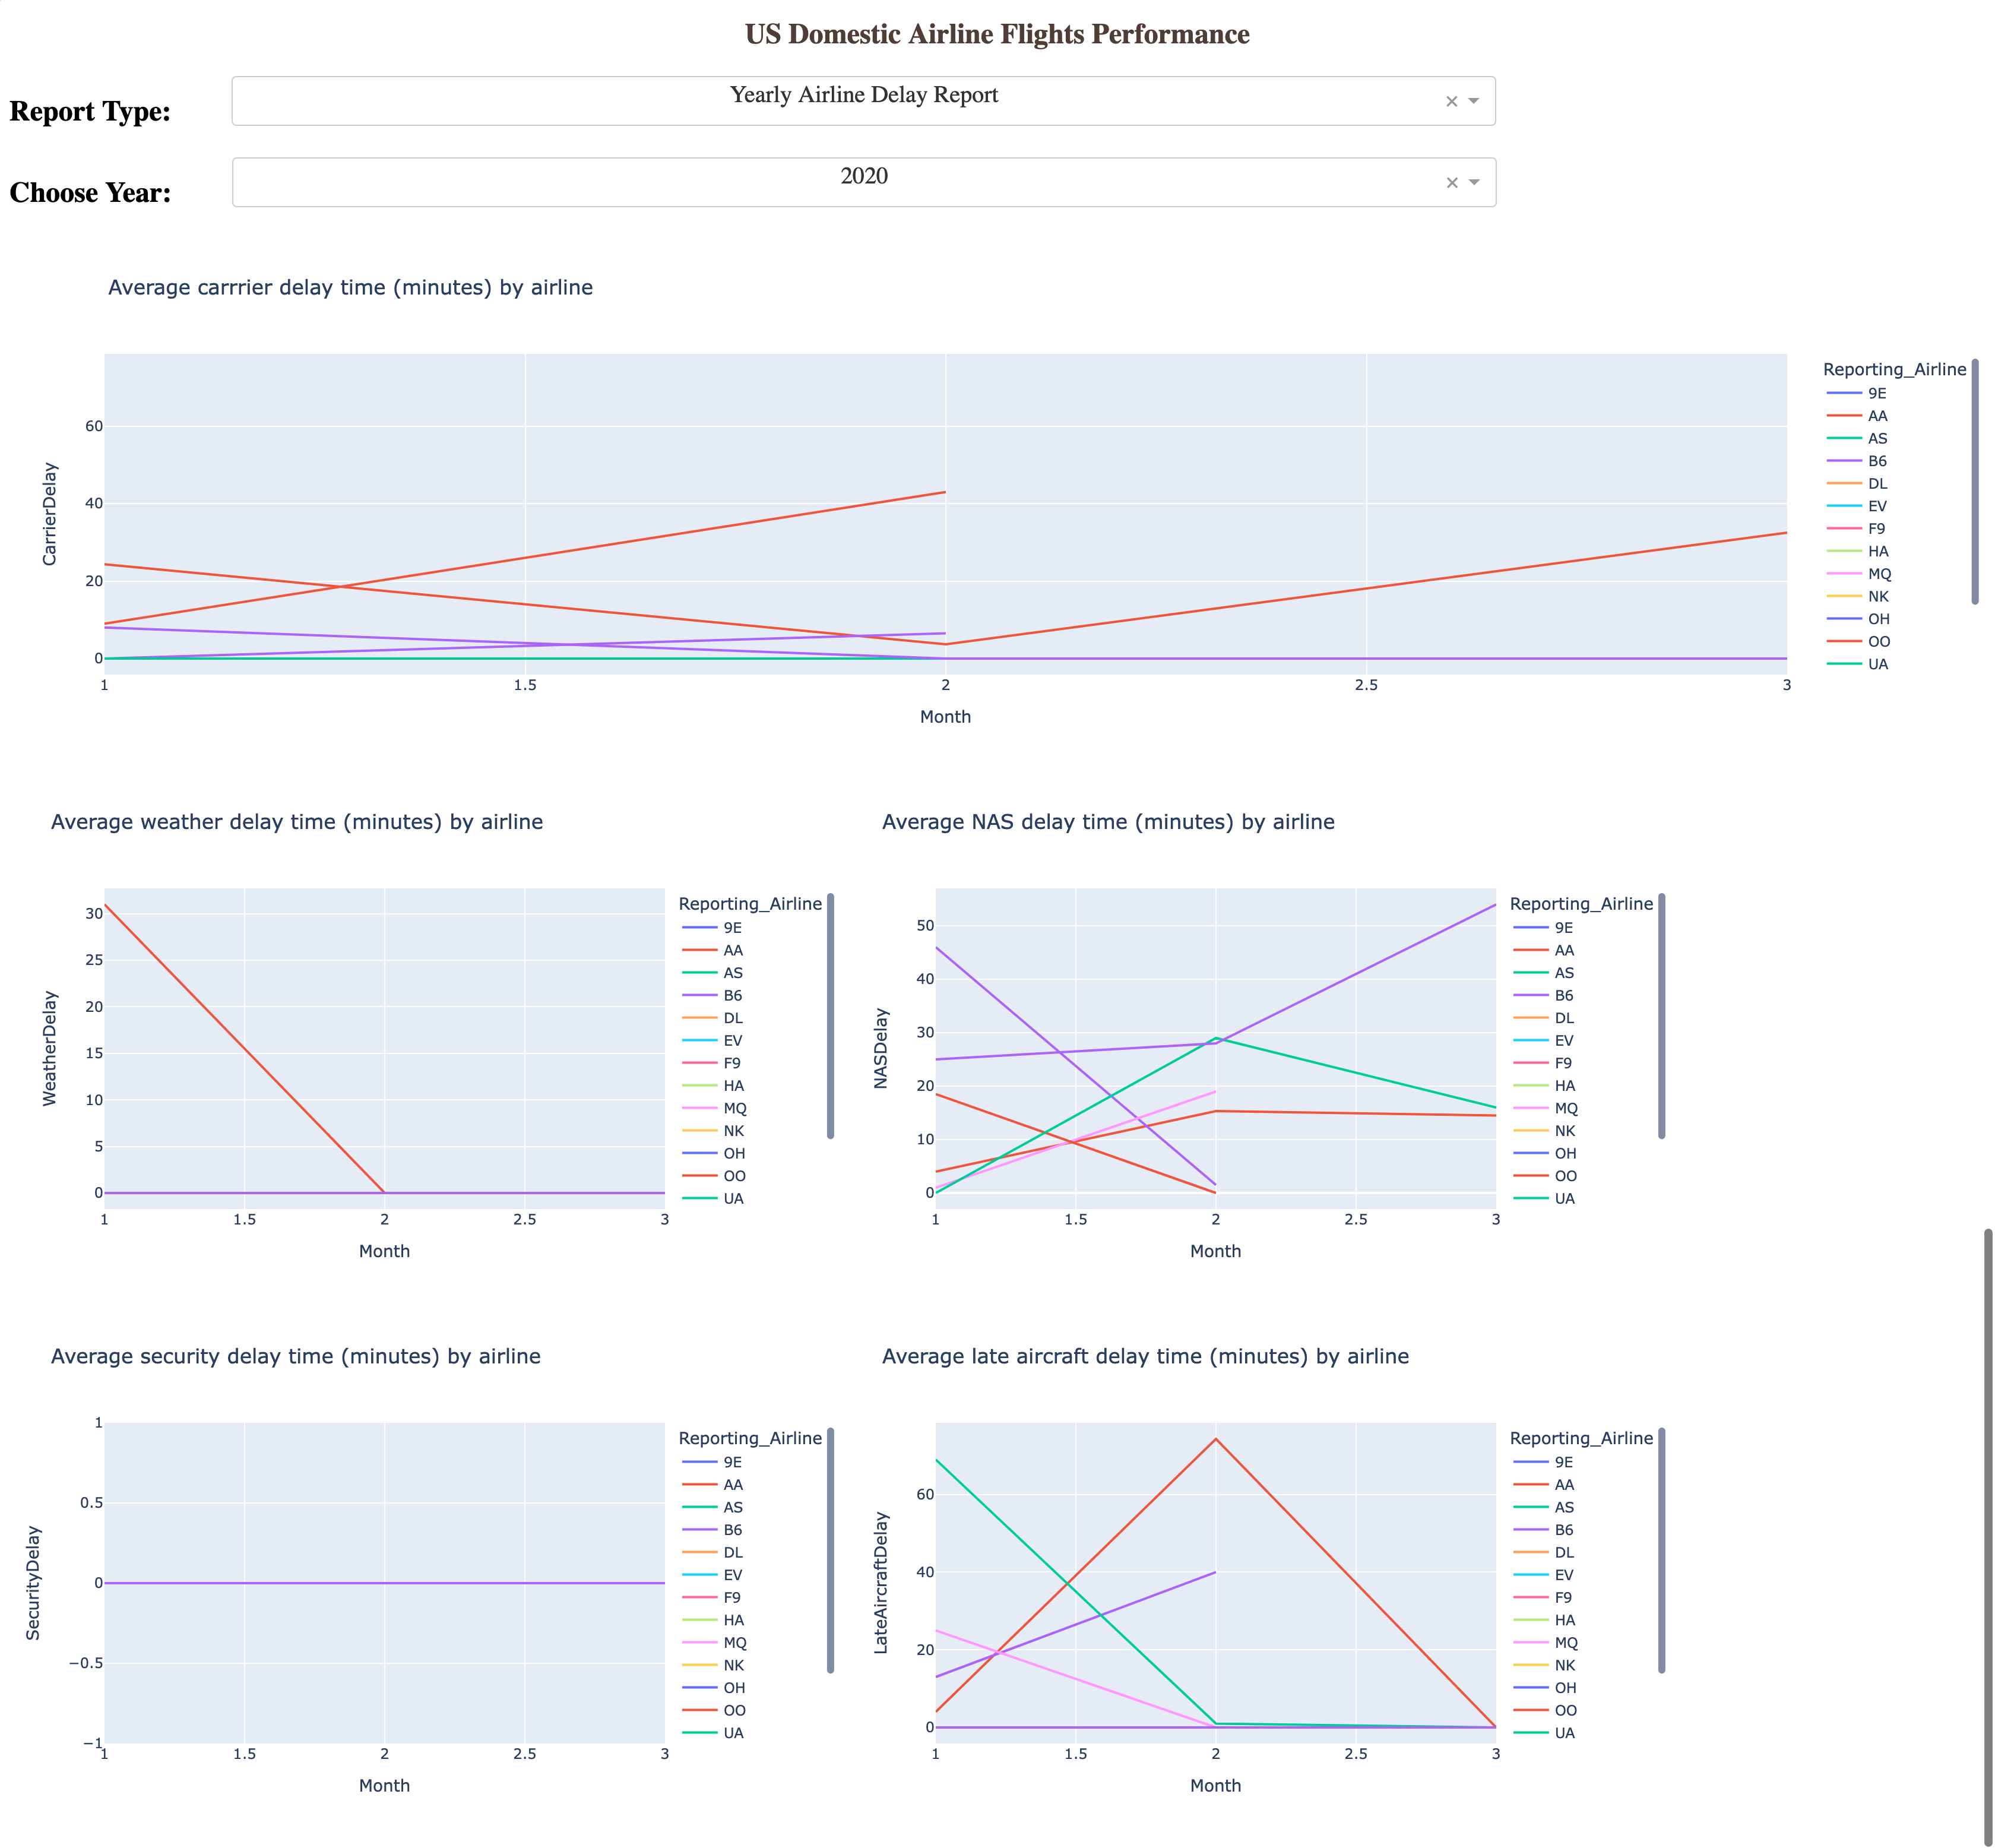 US Domestic Airline Flights Performance
Report Type:
Yearly Airline Delay Report
×
Choose Year:
2020
×
Average carrrier delay time (minutes) by airline
CarrierDelay
60
40
20
0
1 1.5 2 2.5 3
Month
Reporting_Airline
9E
AA
AS
B6
DL
EV
F9
HA
MQ
NK
OH
OO
UA
Average weather delay time (minutes) by airline
WeatherDelay
30
25
20
15
10
5
0
1 1.5 2 2.5 3
Month
Reporting_Airline
9E
AA
AS
B6
DL
EV
F9
HA
MQ
NK
OH
OO
UA
Average NAS delay time (minutes) by airline
NASDelay
50
40
30
20
10
0
1 1.5 2 2.5 3
Month
Reporting_Airline
9E
AA
AS
B6
DL
EV
F9
HA
MQ
NK
OH
OO
UA
Average security delay time (minutes) by airline
SecurityDelay
1
0.5
0
−0.5
−1
1 1.5 2 2.5 3
Month
Reporting_Airline
9E
AA
AS
B6
DL
EV
F9
HA
MQ
NK
OH
OO
UA
Average late aircraft delay time (minutes) by airline
LateAircraftDelay
60
40
20
0
1 1.5 2 2.5 3
Month
Reporting_Airline
9E
AA
AS
B6
DL
EV
F9
HA
MQ
NK
OH
OO
UA